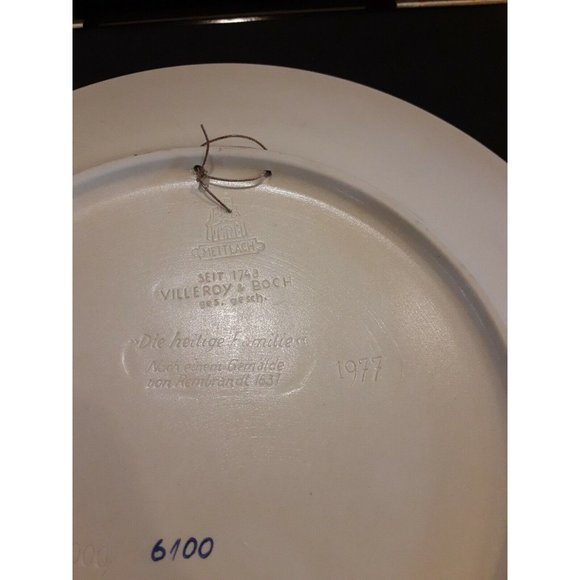 METTLACH
SEIT 1748
VILLEROY & BOCH
ges. gesch.
»Die heilige Familie«
Nach einem Gemälde
von Rembrandt 1631
1977
6100